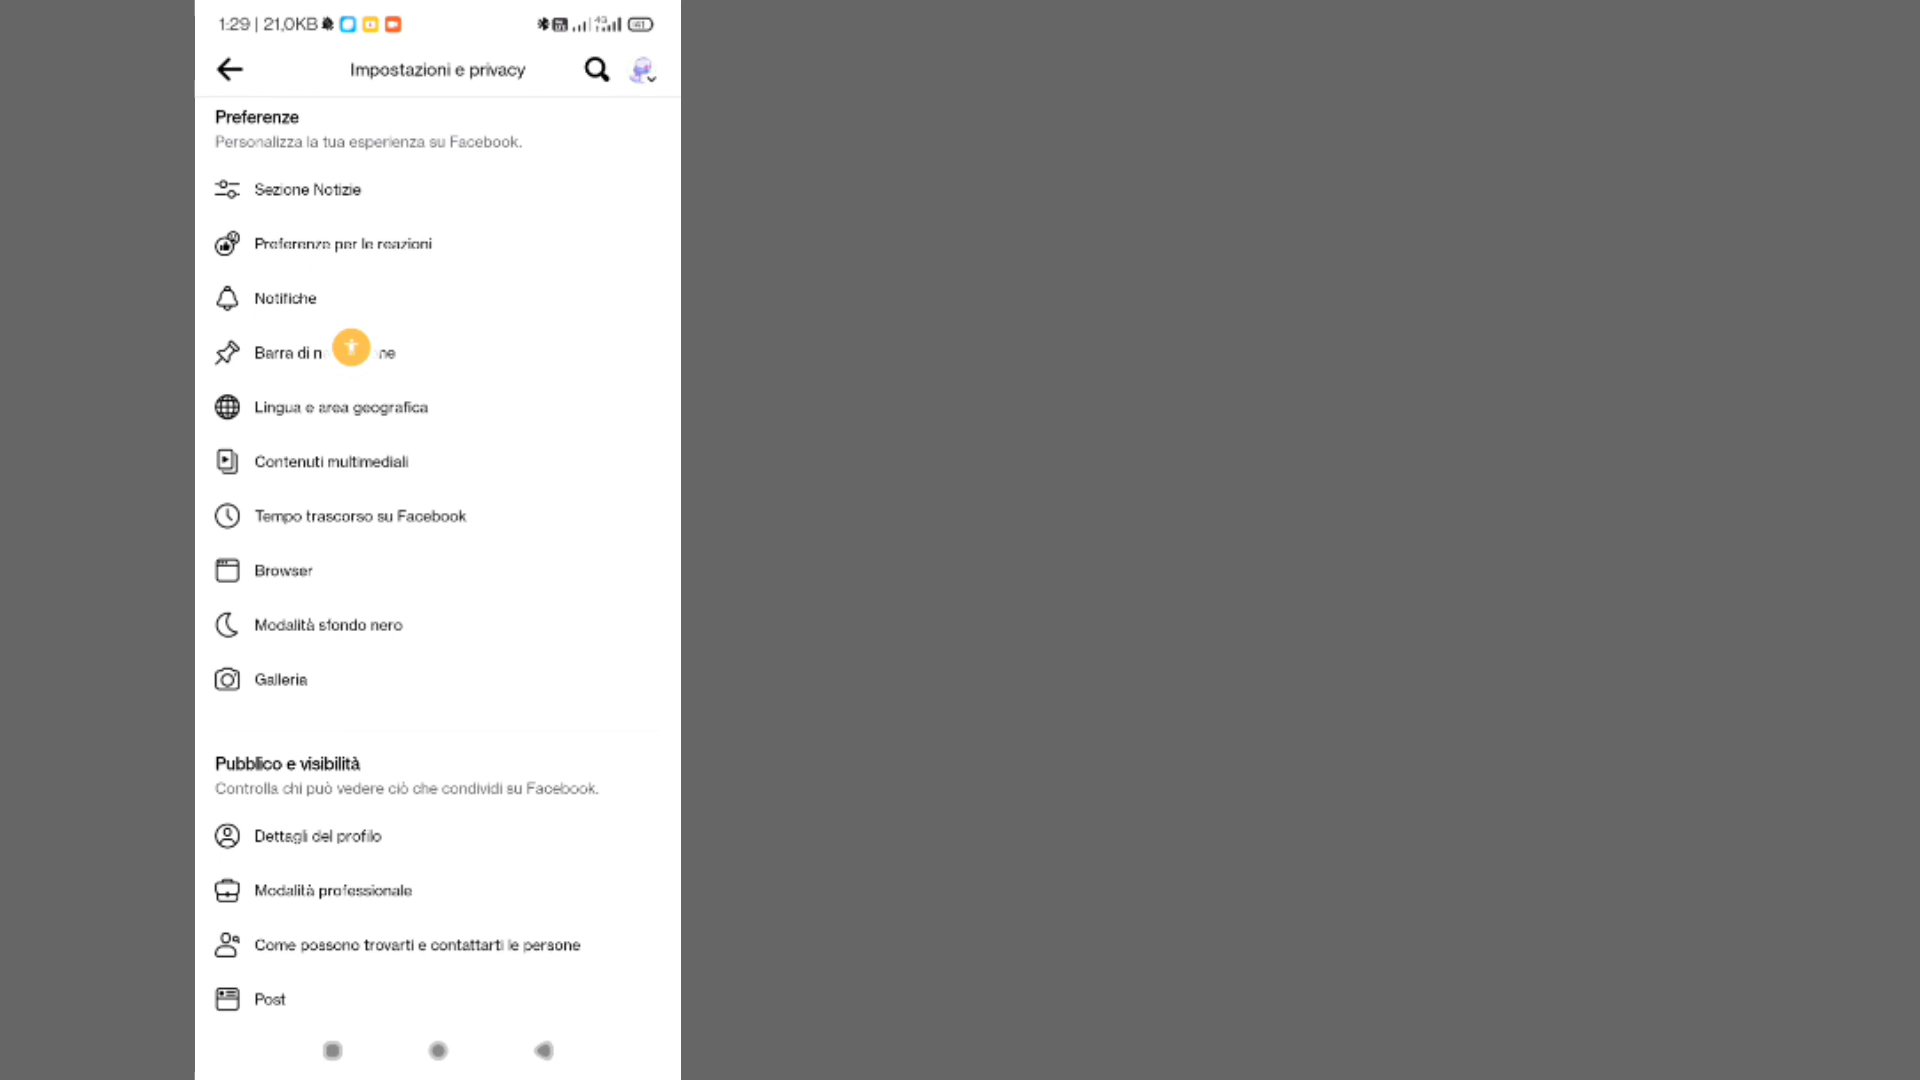 1:29 | 21,0KB
4G
41
Impostazioni e privacy
Preferenze
Personalizza la tua esperienza su Facebook.
Sezione Notizie
Preferenze per le reazioni
Notifiche
Barra di n ne
Lingua e area geografica
Contenuti multimediali
Tempo trascorso su Facebook
Browser
Modalità sfondo nero
Galleria
Pubblico e visibilità
Controlla chi può vedere ciò che condividi su Facebook.
Dettagli del profilo
Modalità professionale
Come possono trovarti e contattarti le persone
Post